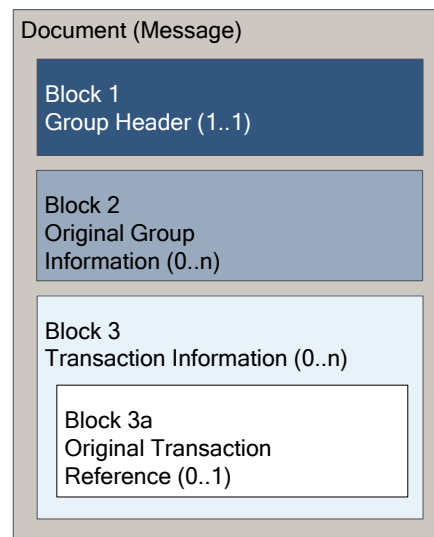 Document (Message)
Block 1
Group Header (1..1)
Block 2
Original Group
Information (0..n)
Block 3
Transaction Information (0..n)
Block 3a
Original Transaction
Reference (0..1)